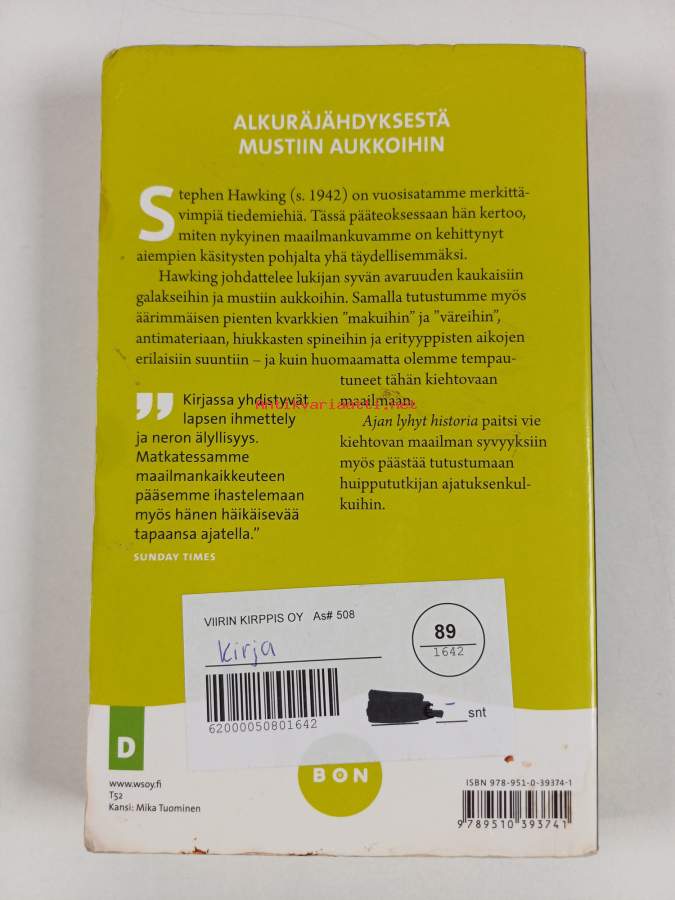 ALKURÄJÄHDYKSESTÄ
MUSTIIN AUKKOIHIN
Stephen Hawking (s. 1942) on vuosisatamme merkittä-
vimpiä tiedemiehiä. Tässä pääteoksessaan hän kertoo,
miten nykyinen maailmankuvamme on kehittynyt
aiempien käsitysten pohjalta yhä täydellisemmäksi.
Hawking johdattelee lukijan syvän avaruuden kaukaisiin
galakseihin ja mustiin aukkoihin. Samalla tutustumme myös
äärimmäisen pienten kvarkkien ”makuihin” ja ”väreihin”,
antimateriaan, hiukkasten spineihin ja erityyppisten aikojen
erilaisiin suuntiin – ja kuin huomaamatta olemme tempau-
tuneet tähän kiehtovaan
maailmaan.
Ajan lyhyt historia paitsi vie
kiehtovan maailman syvyyksiin
myös päästää tutustumaan
huippututkijan ajatuksenkul-
kuihin.
” Kirjassa yhdistyvät
lapsen ihmettely
ja neron älyllisyys.
Matkatessamme
maailmankaikkeuteen
pääsemme ihastelemaan
myös hänen häikäisevää
tapaansa ajatella.”
SUNDAY TIMES
Antikvariaatti.net
VIIRIN KIRPPIS OY As# 508
kirja
89
1642
62000050801642
snt
D
BON
www.wsoy.fi
T52
Kansi: Mika Tuominen
ISBN 978-951-0-39374-1
9789510393741